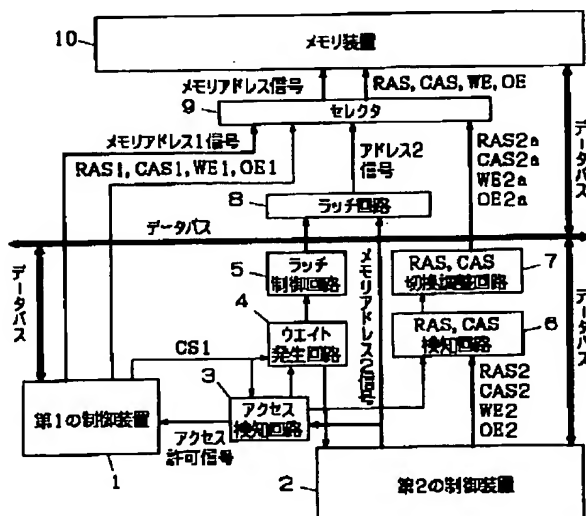 10
メモリ装置
メモリアドレス信号
RAS, CAS, WE, OE
9
セレクタ
メモリアドレス1信号
RAS1, CAS1, WE1, OE1
アドレス2
信号
RAS2a
CAS2a
WE2a
OE2a
データバス
8
ラッチ回路
データバス
データバス
5
ラッチ
制御回路
メモリアドレス2信号
RAS, CAS
切換調整回路
7
4
ウエイト
発生回路
RAS, CAS
検知回路
6
データバス
CS1
3
アクセス
検知回路
RAS2
CAS2
WE2
OE2
第1の制御装置
アクセス
許可信号
1
2
第2の制御装置